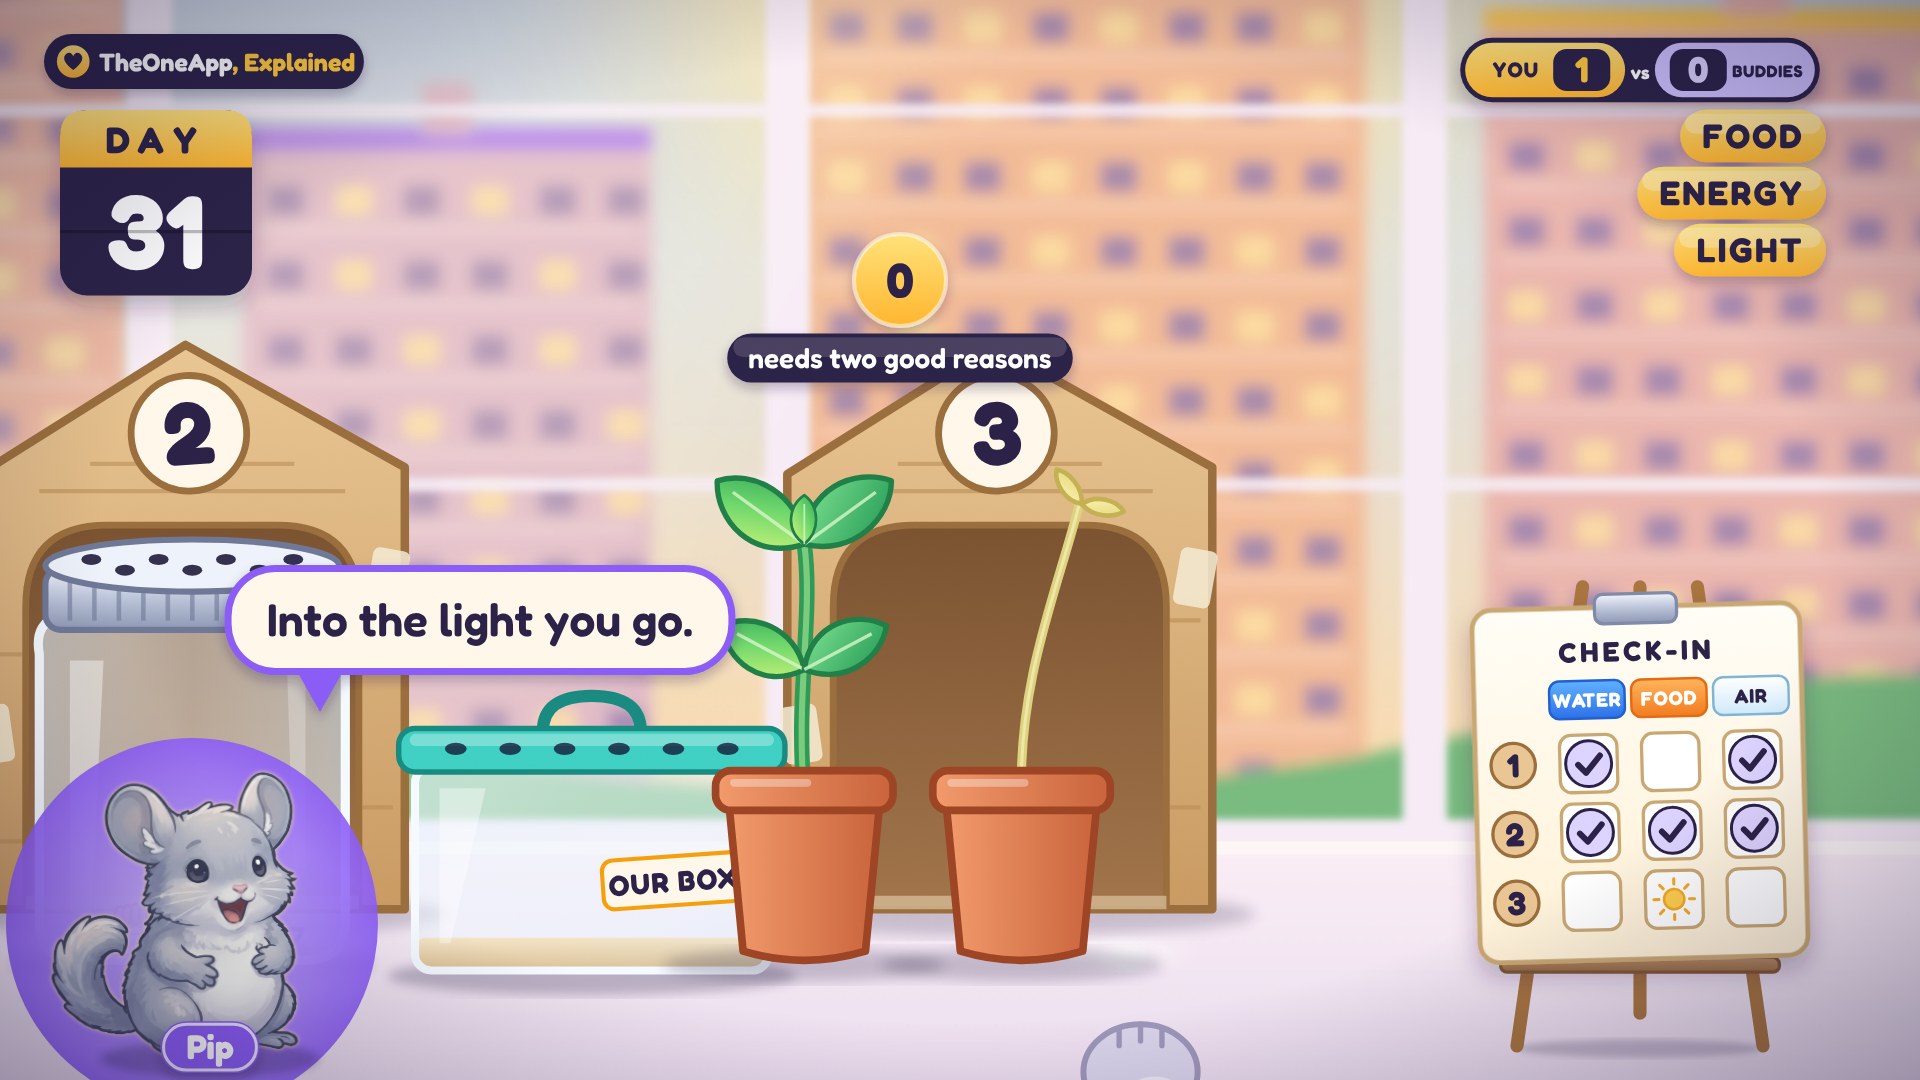 TheOneApp, Explained
DAY
31
YOU 1 vs 0 BUDDIES
FOOD
ENERGY
LIGHT
0
needs two good reasons
2
3
Into the light you go.
OUR BOX
CHECK-IN
WATER FOOD AIR
1
2
3
Pip